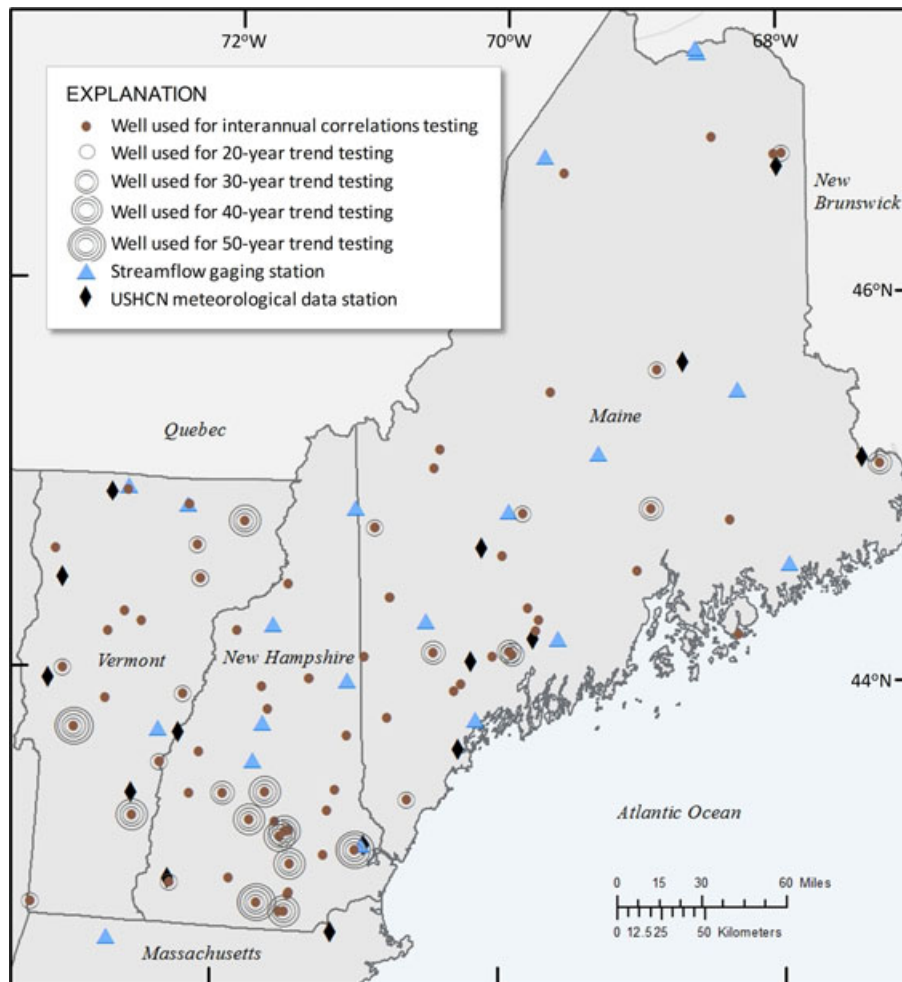 72°W 70°W 68°W
EXPLANATION
Well used for interannual correlations testing
Well used for 20-year trend testing
Well used for 30-year trend testing
Well used for 40-year trend testing
Well used for 50-year trend testing
Streamflow gaging station
USHCN meteorological data station
New
Brunswick
46°N
Quebec
Maine
Vermont
New Hampshire
44°N
Atlantic Ocean
0 15 30 60 Miles
0 12.525 50 Kilometers
Massachusetts